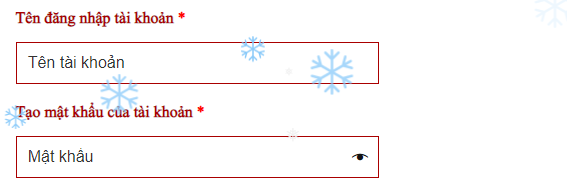 Tên đăng nhập tài khoản *
Tên tài khoản
Tạo mật khẩu của tài khoản *
Mật khẩu